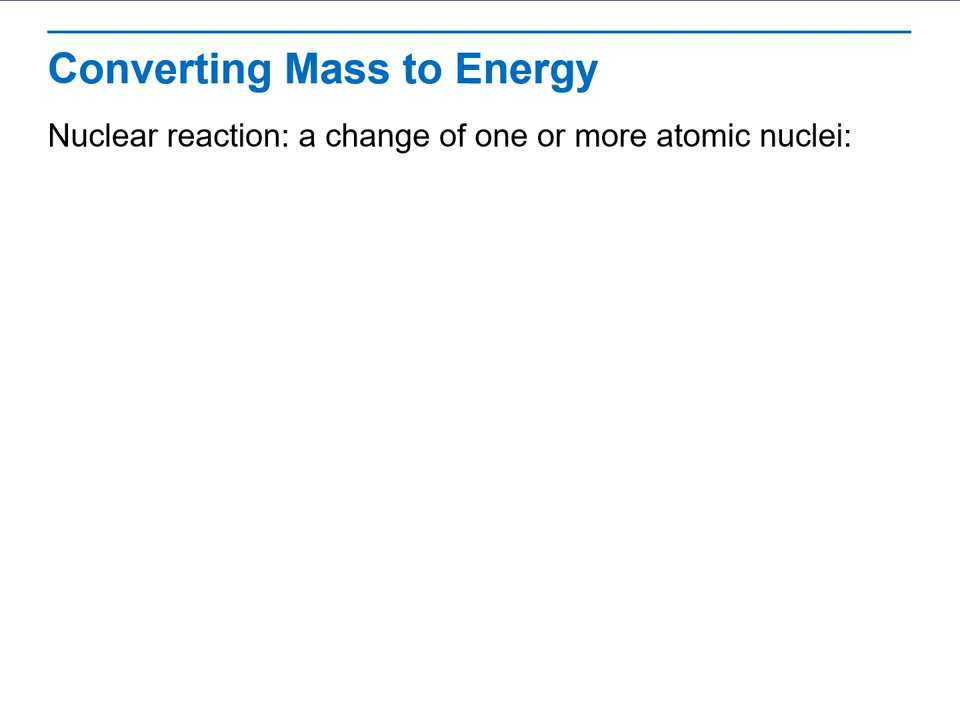 Converting Mass to Energy
Nuclear reaction: a change of one or more atomic nuclei: